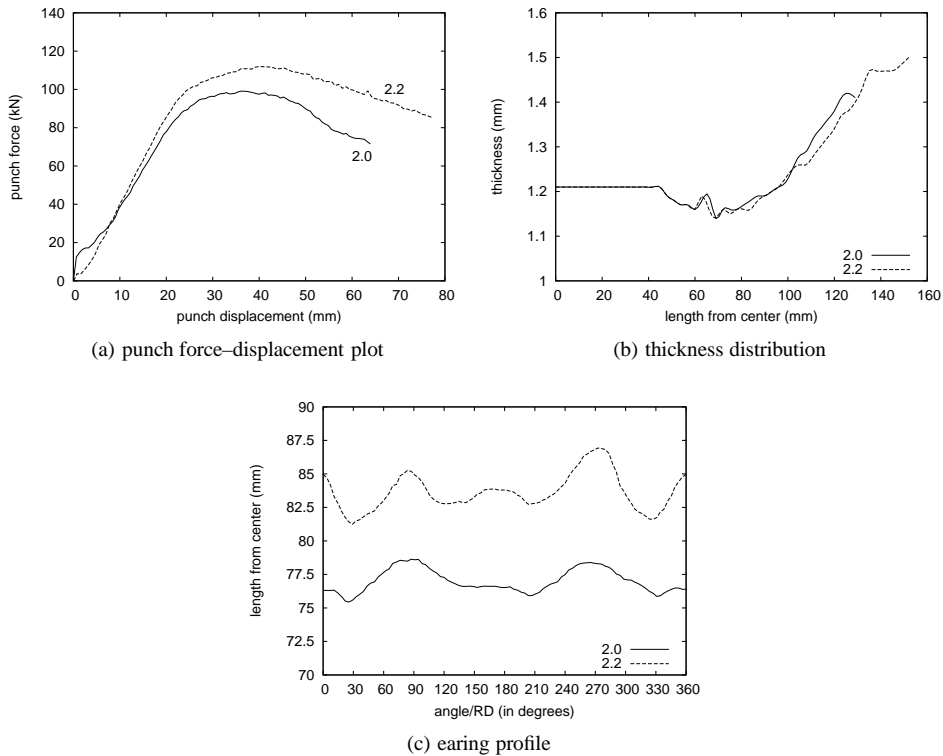 140
120
100
80
60
40
20
0
punch force (kN)
2.2
2.0
0 10 20 30 40 50 60 70 80
punch displacement (mm)
(a) punch force–displacement plot
1.6
1.5
1.4
1.3
1.2
1.1
1
thickness (mm)
2.0
2.2
0 20 40 60 80 100 120 140 160
length from center (mm)
(b) thickness distribution
90
87.5
85
82.5
80
77.5
75
72.5
70
length from center (mm)
2.0
2.2
0 30 60 90 120 150 180 210 240 270 300 330 360
angle/RD (in degrees)
(c) earing profile